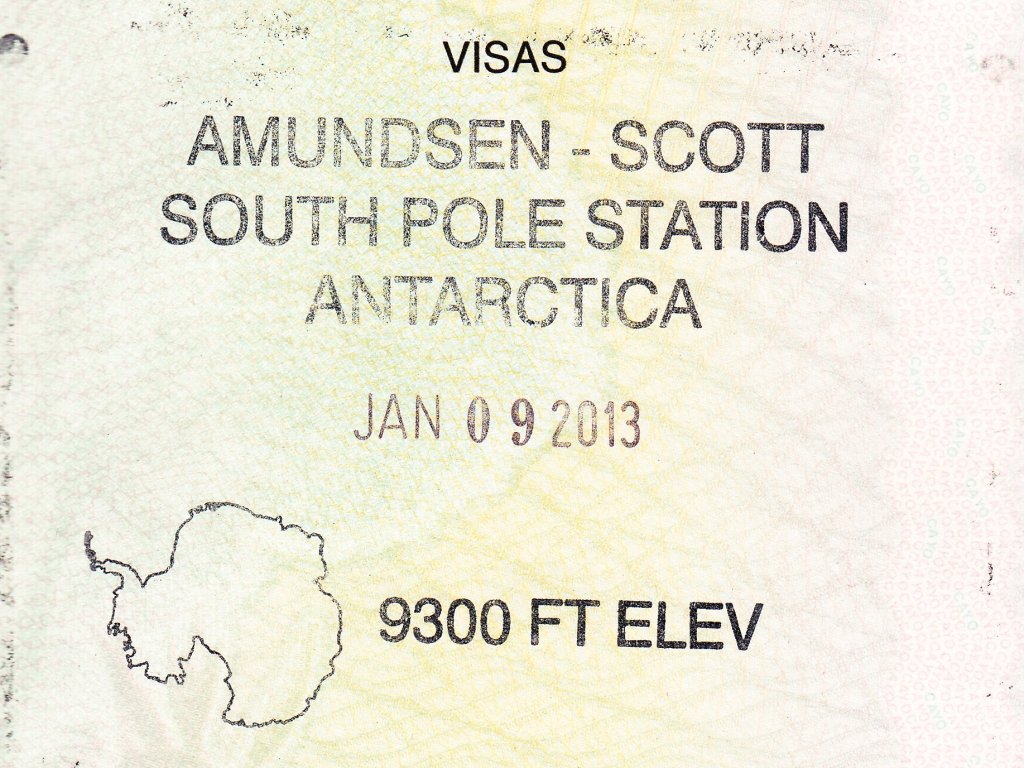 VISAS
AMUNDSEN - SCOTT
SOUTH POLE STATION
ANTARCTICA
JAN 09 2013
9300 FT ELEV